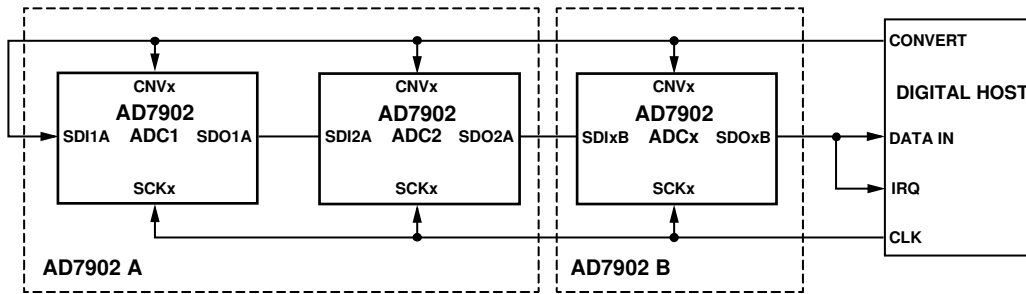 CONVERT
CNVx CNVx CNVx
AD7902 AD7902 AD7902 DIGITAL HOST
SDI1A ADC1 SDO1A SDI2A ADC2 SDO2A SDIxB ADCx SDOxB DATA IN
SCKx SCKx SCKx IRQ
CLK
AD7902 A AD7902 B